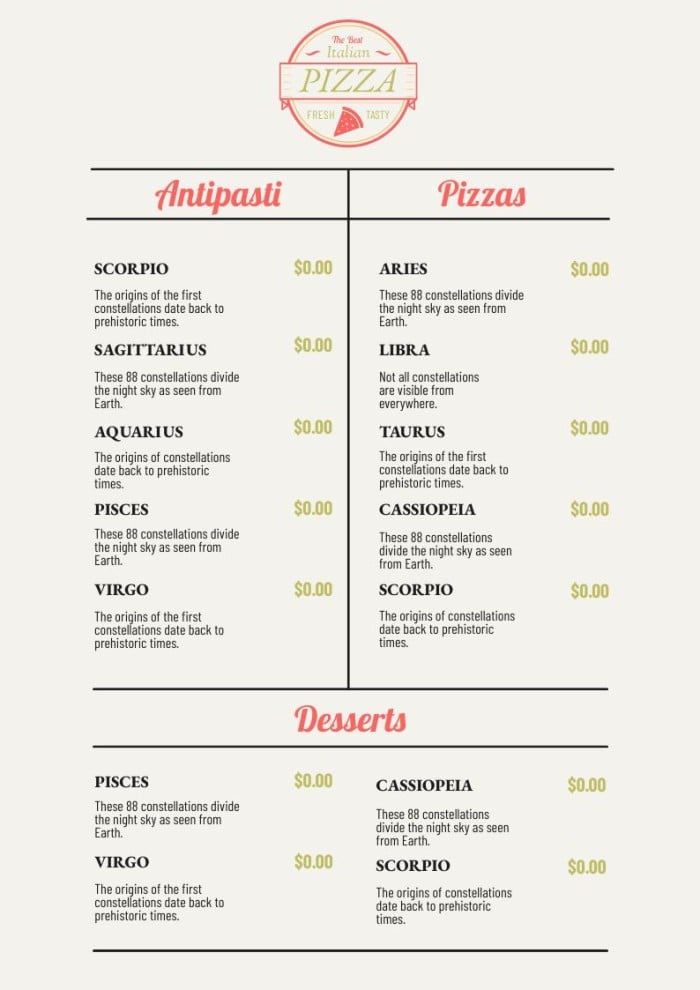 The Best
Italian
PIZZA
FRESH TASTY
Antipasti
SCORPIO $0.00
The origins of the first
constellations date back to
prehistoric times.
SAGITTARIUS $0.00
These 88 constellations divide
the night sky as seen from
Earth.
AQUARIUS $0.00
The origins of constellations
date back to prehistoric
times.
PISCES $0.00
These 88 constellations divide
the night sky as seen from
Earth.
VIRGO $0.00
The origins of the first
constellations date back to
prehistoric times.
Pizzas
ARIES $0.00
These 88 constellations divide
the night sky as seen from
Earth.
LIBRA $0.00
Not all constellations
are visible from
everywhere.
TAURUS $0.00
The origins of the first
constellations date back to
prehistoric times.
CASSIOPEIA $0.00
These 88 constellations
divide the night sky as seen
from Earth.
SCORPIO $0.00
The origins of constellations
date back to prehistoric
times.
Desserts
PISCES $0.00
These 88 constellations divide
the night sky as seen from
Earth.
VIRGO $0.00
The origins of the first
constellations date back to
prehistoric times.
CASSIOPEIA $0.00
These 88 constellations
divide the night sky as seen
from Earth.
SCORPIO $0.00
The origins of constellations
date back to prehistoric
times.